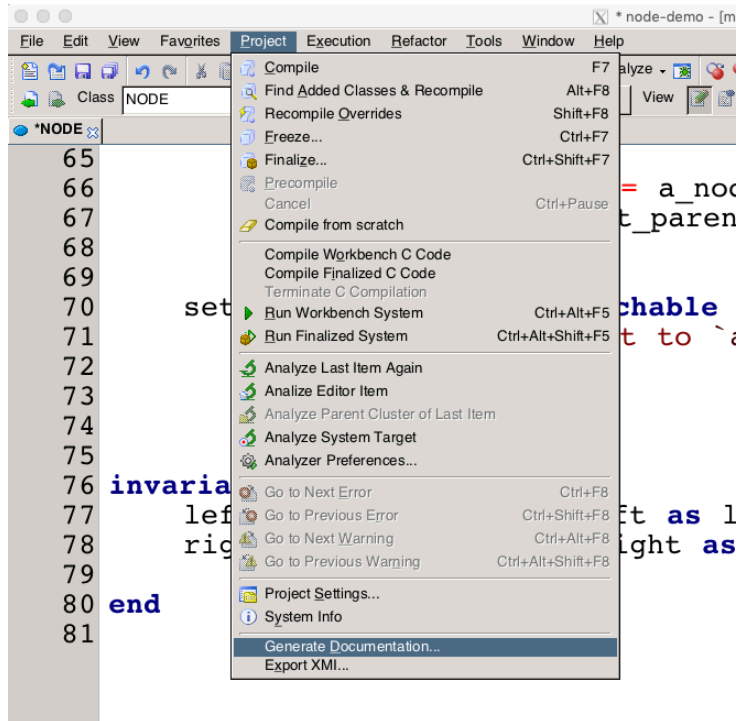 * node-demo - [m
File Edit View Favorites Project Execution Refactor Tools Window Help
alyze
Class NODE View
*NODE
Compile F7
Find Added Classes & Recompile Alt+F8
Recompile Overrides Shift+F8
Freeze... Ctrl+F7
Finalize... Ctrl+Shift+F7
Precompile
Cancel Ctrl+Pause
Compile from scratch
Compile Workbench C Code
Compile Finalized C Code
Terminate C Compilation
Run Workbench System Ctrl+Alt+F5
Run Finalized System Ctrl+Alt+Shift+F5
Analyze Last Item Again
Analize Editor Item
Analyze Parent Cluster of Last Item
Analyze System Target
Analyzer Preferences...
Go to Next Error Ctrl+F8
Go to Previous Error Ctrl+Shift+F8
Go to Next Warning Ctrl+Alt+F8
Go to Previous Warning Ctrl+Alt+Shift+F8
Project Settings...
System Info
Generate Documentation...
Export XMI...
65
66 = a_noc
67 t_paren
68
69
70 set chable
71 t to `a
72
73
74
75
76 invaria
77 lef ft as l
78 rig ight as
79
80 end
81